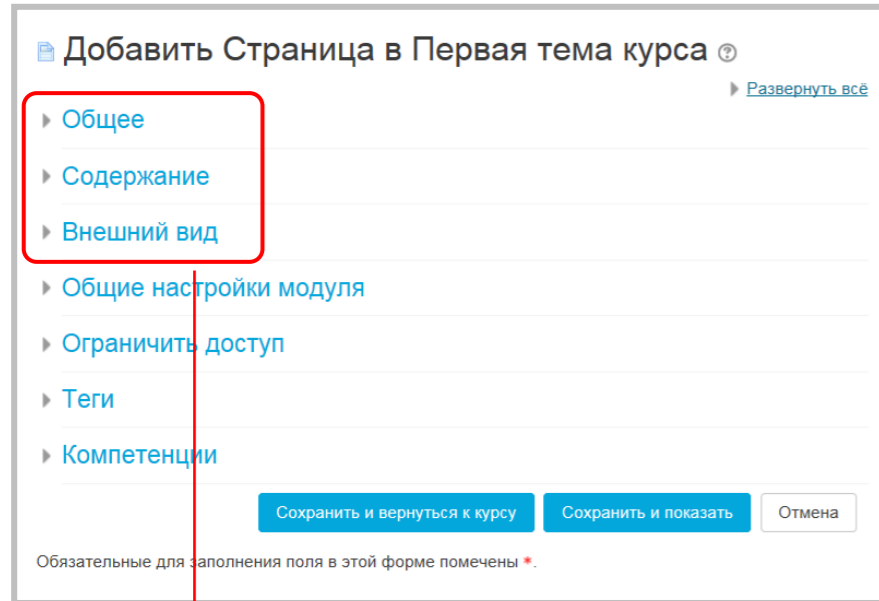 Добавить Страница в Первая тема курса
Развернуть всё
Общее
Содержание
Внешний вид
Общие настройки модуля
Ограничить доступ
Теги
Компетенции
Сохранить и вернуться к курсу Сохранить и показать Отмена
Обязательные для заполнения поля в этой форме помечены *.